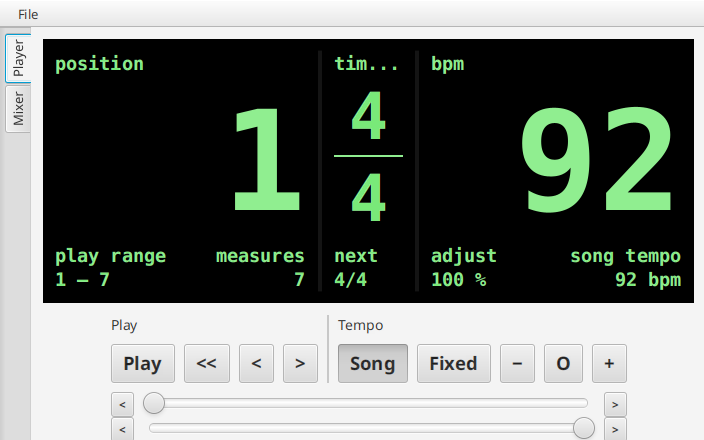 File
Player
Mixer
position tim... bpm
1 4 92
4
play range measures next adjust song tempo
1 – 7 7 4/4 100 % 92 bpm
Play Tempo
Play << < > Song Fixed − O +
< >
< >